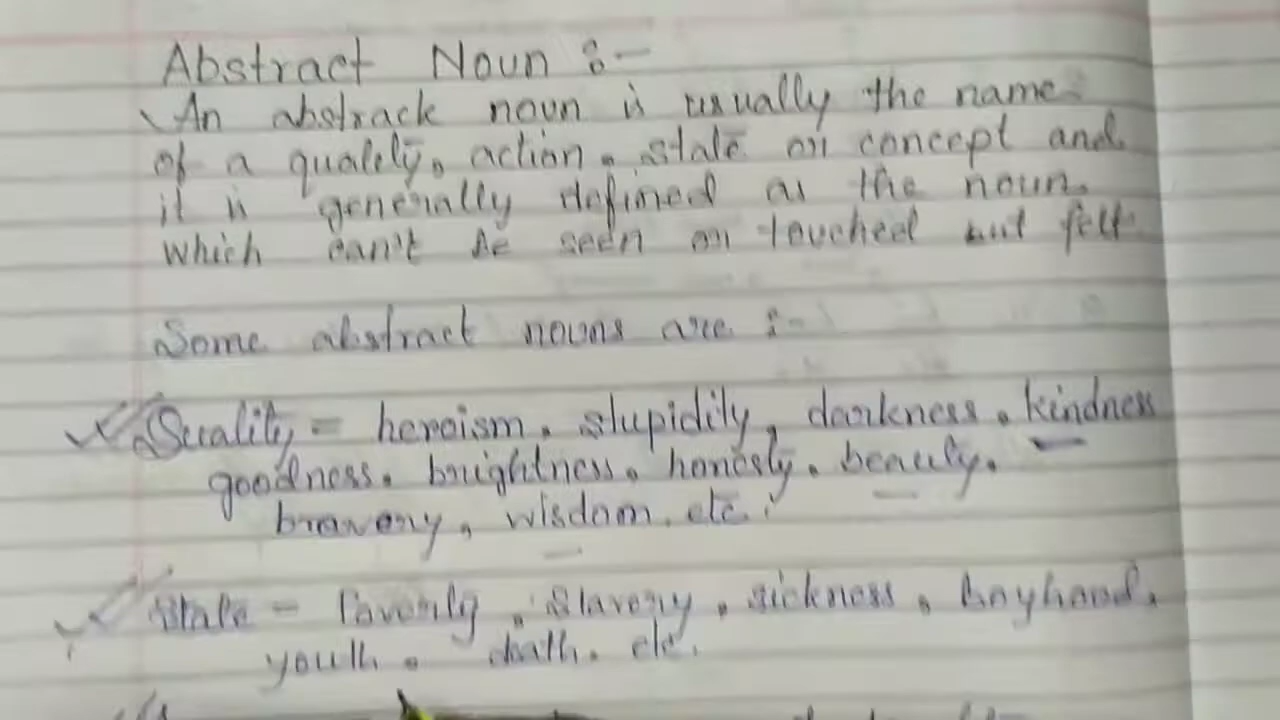 Abstract Noun :-
An abstrack noun is usually the name
of a quality, action, state or concept and
it is generally defined as the noun.
which can't be seen or touched but felt
Some abstract nouns are :-
Quality = heroism, stupidity, darkness, kindness
goodness, brightness, honesty, beauty,
bravery, wisdom, etc.
State = Poverty, Slavery, sickness, boyhood,
youth, death, etc.